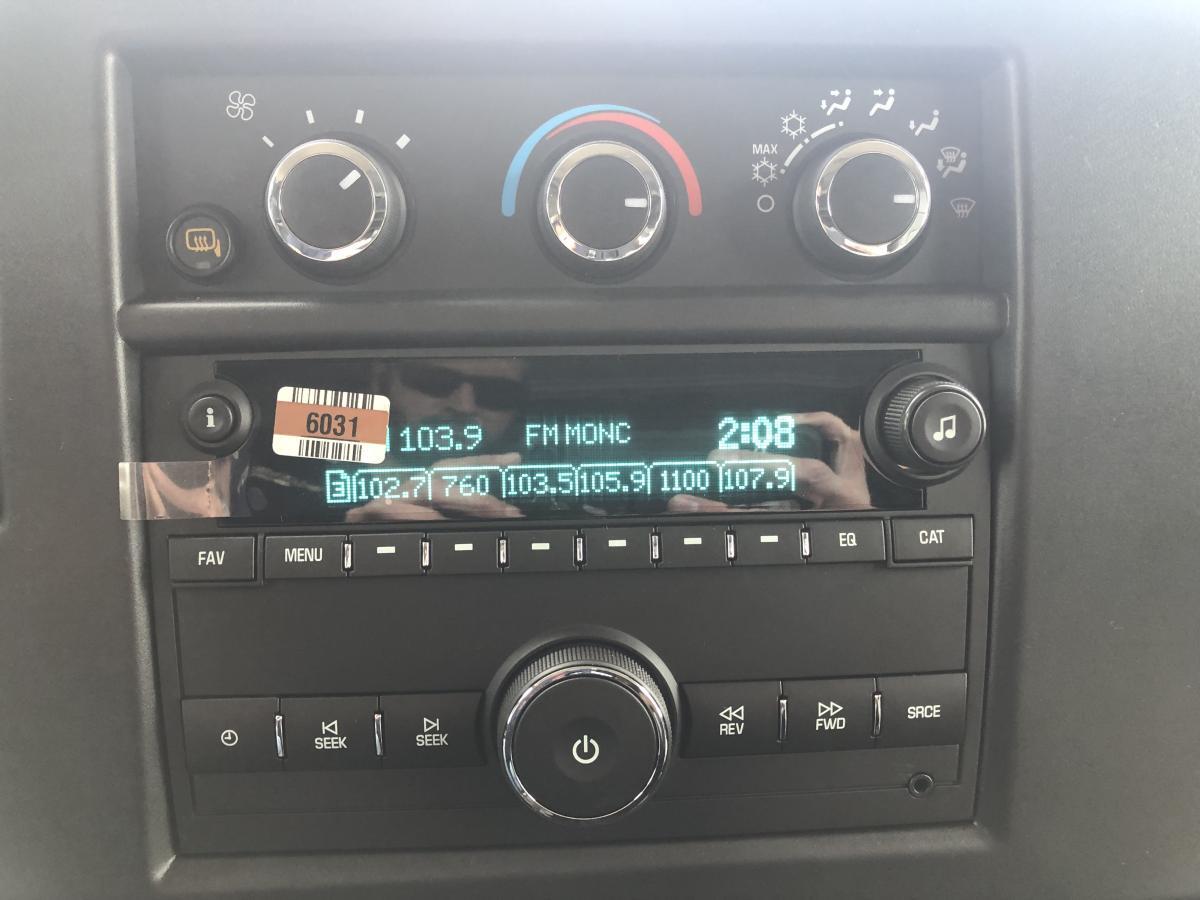 MAX
i
6031
103.9 FM MONC 2:08
3 102.7 760 103.5 105.9 1100 107.9
FAV MENU EQ CAT
SEEK SEEK REV FWD SRCE